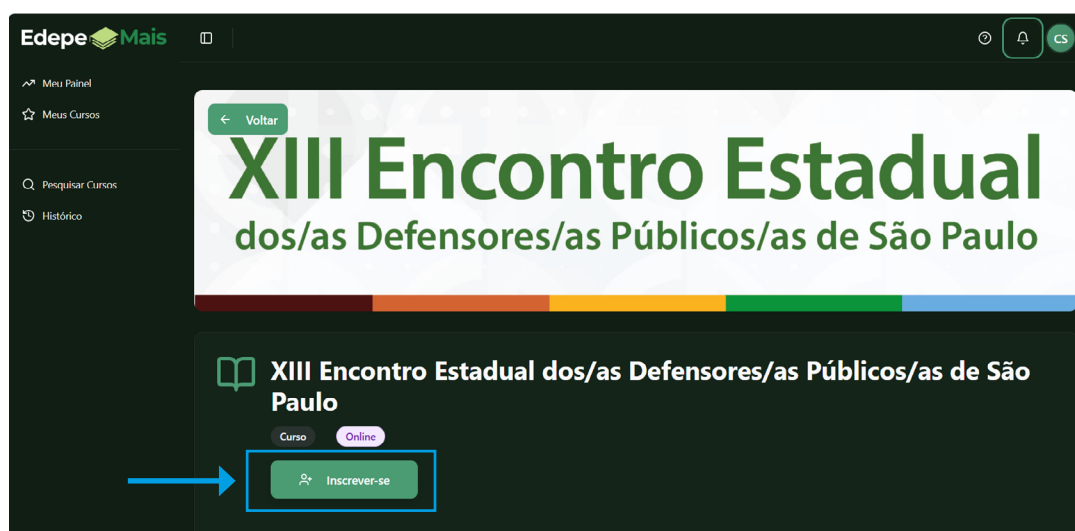 Edepe Mais
CS
Meu Painel
Meus Cursos
Pesquisar Cursos
Histórico
Voltar
XIII Encontro Estadual
dos/as Defensores/as Públicos/as de São Paulo
XIII Encontro Estadual dos/as Defensores/as Públicos/as de São
Paulo
Curso
Online
Inscrever-se